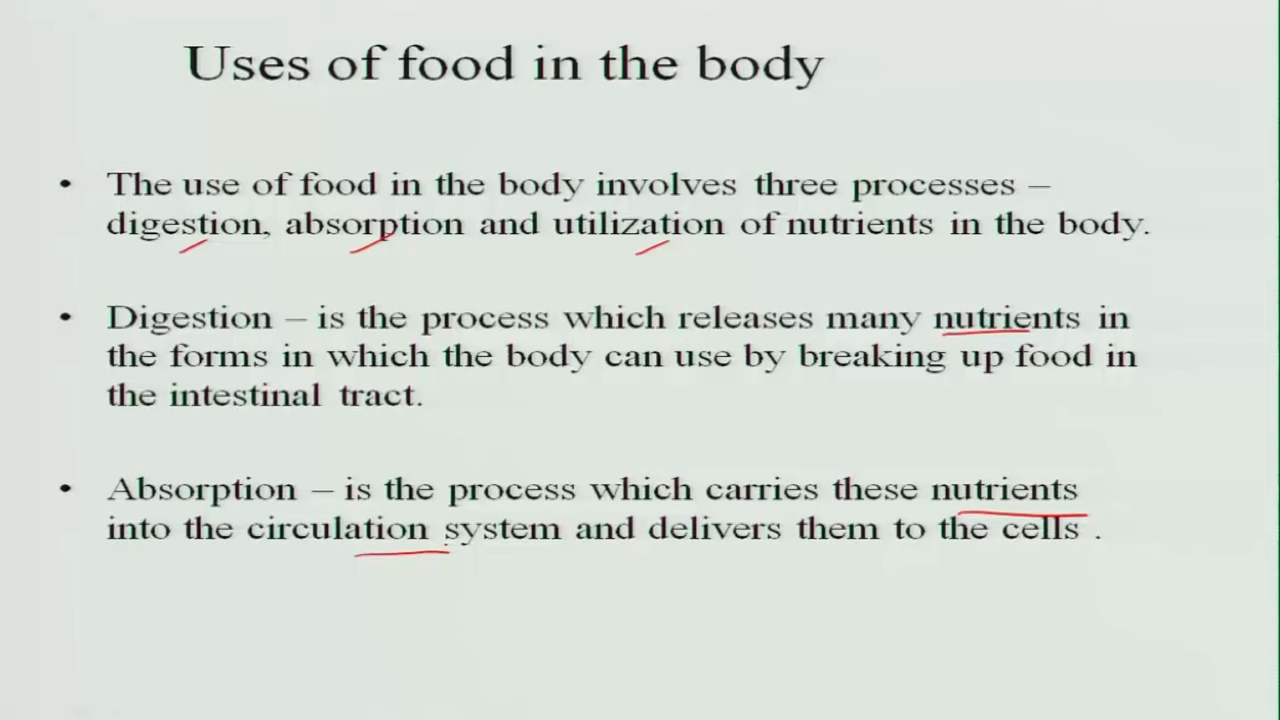 Uses of food in the body
• The use of food in the body involves three processes –
digestion, absorption and utilization of nutrients in the body.
• Digestion – is the process which releases many nutrients in
the forms in which the body can use by breaking up food in
the intestinal tract.
• Absorption – is the process which carries these nutrients
into the circulation system and delivers them to the cells .